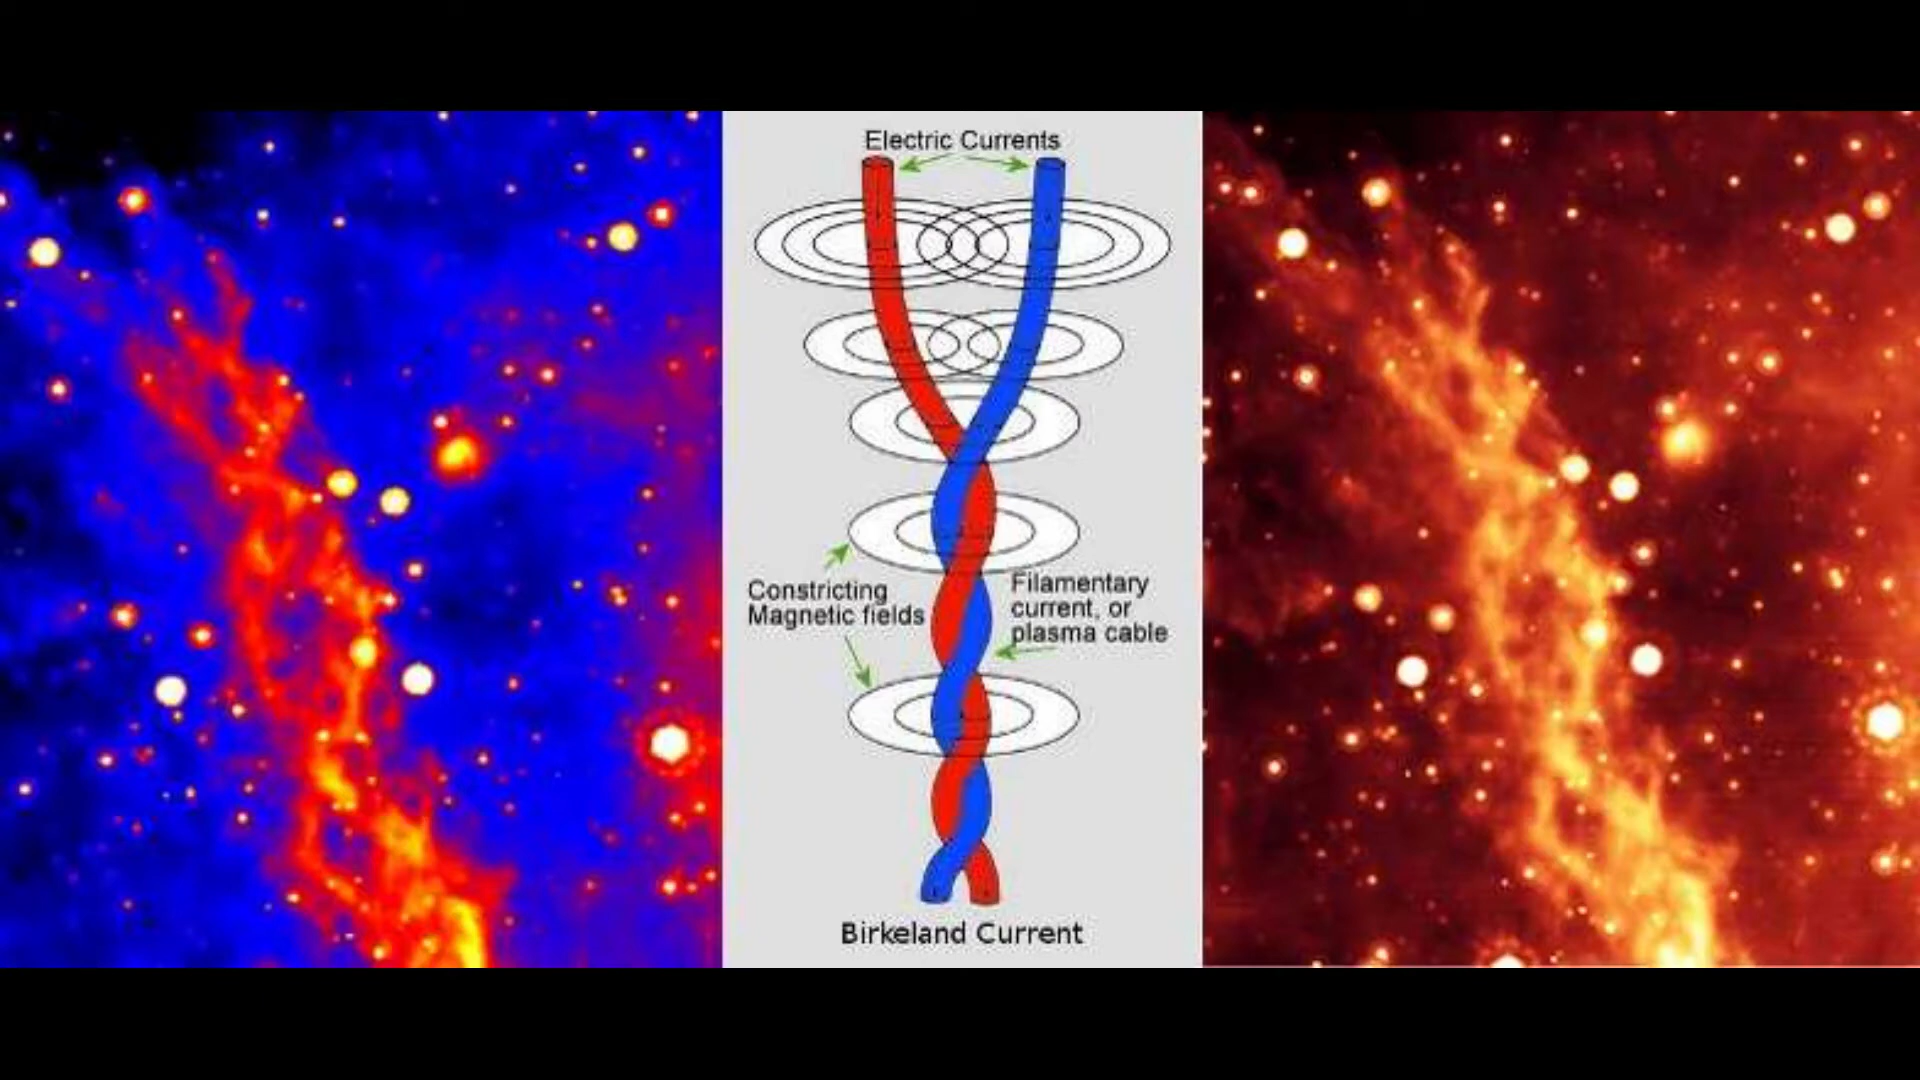 Electric Currents
Constricting
Magnetic fields
Filamentary
current, or
plasma cable
Birkeland Current